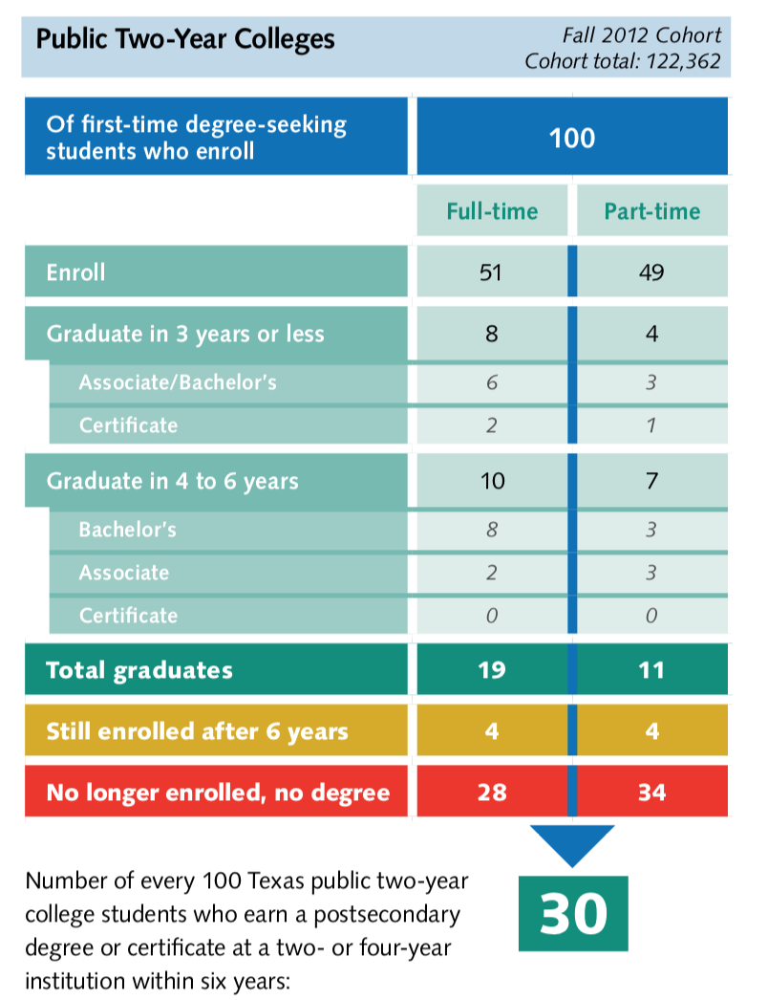 Public Two-Year Colleges
Fall 2012 Cohort
Cohort total: 122,362
Of first-time degree-seeking
students who enroll
100
Full-time Part-time
Enroll 51 49
Graduate in 3 years or less 8 4
Associate/Bachelor's 6 3
Certificate 2 1
Graduate in 4 to 6 years 10 7
Bachelor's 8 3
Associate 2 3
Certificate 0 0
Total graduates 19 11
Still enrolled after 6 years 4 4
No longer enrolled, no degree 28 34
Number of every 100 Texas public two-year
college students who earn a postsecondary
degree or certificate at a two- or four-year
institution within six years:
30